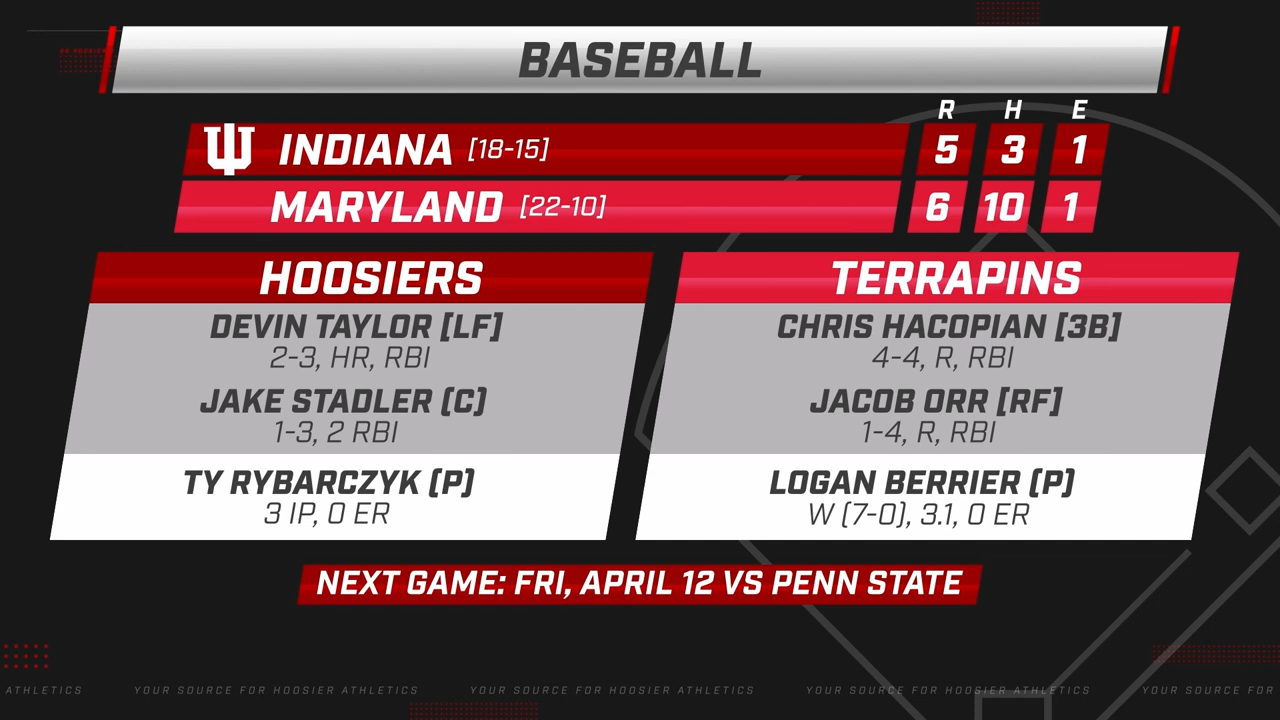 BASEBALL
R H E
INDIANA [18-15] 5 3 1
MARYLAND [22-10] 6 10 1
HOOSIERS
DEVIN TAYLOR [LF]
2-3, HR, RBI
JAKE STADLER (C)
1-3, 2 RBI
TY RYBARCZYK (P)
3 IP, 0 ER
TERRAPINS
CHRIS HACOPIAN [3B]
4-4, R, RBI
JACOB ORR [RF]
1-4, R, RBI
LOGAN BERRIER (P)
W (7-0), 3.1, 0 ER
NEXT GAME: FRI, APRIL 12 VS PENN STATE
ATHLETICS YOUR SOURCE FOR HOOSIER ATHLETICS YOUR SOURCE FOR HOOSIER ATHLETICS YOUR SOURCE FOR HOOSIER ATHLETICS YOUR SOURCE FOR